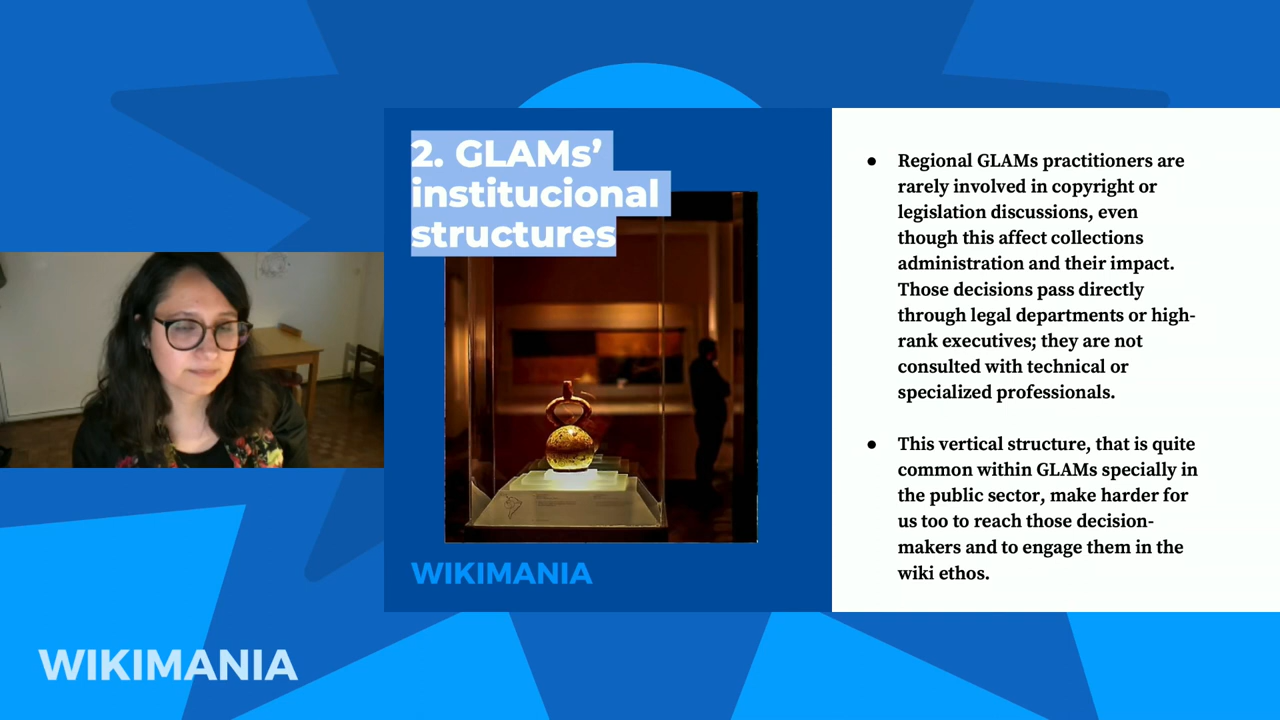 2. GLAMs’
institucional
structures
WIKIMANIA
● Regional GLAMs practitioners are
rarely involved in copyright or
legislation discussions, even
though this affect collections
administration and their impact.
Those decisions pass directly
through legal departments or high-
rank executives; they are not
consulted with technical or
specialized professionals.
● This vertical structure, that is quite
common within GLAMs specially in
the public sector, make harder for
us too to reach those decision-
makers and to engage them in the
wiki ethos.
WIKIMANIA